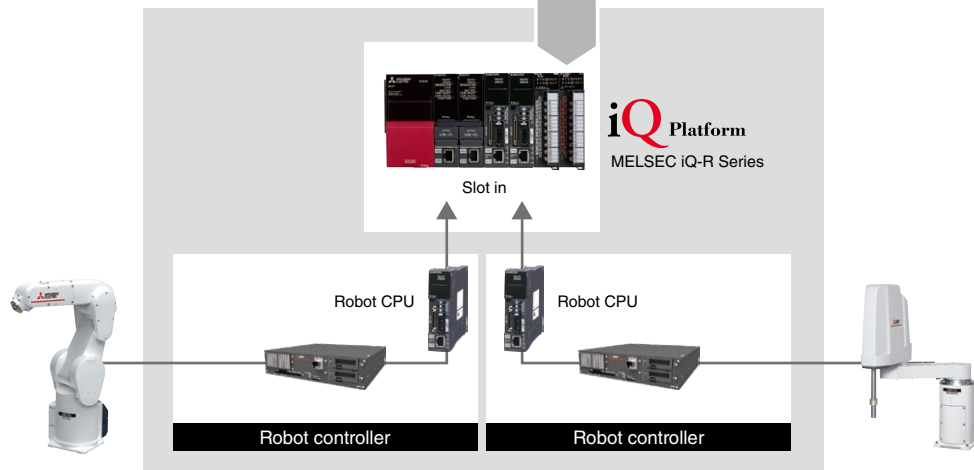 iQ Platform
MELSEC iQ-R Series
Slot in
Robot CPU
Robot CPU
Robot controller
Robot controller